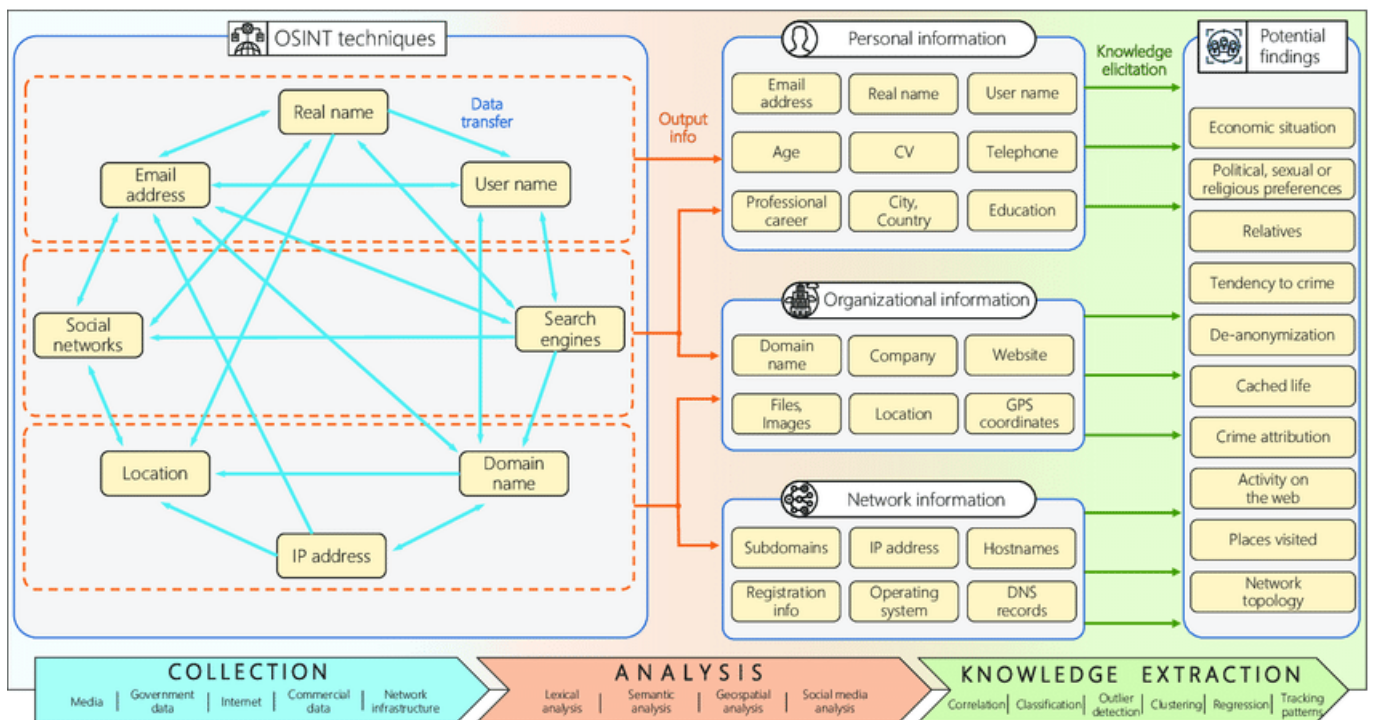 OSINT techniques
Real name
Data
transfer
Email
address
User name
Social
networks
Search
engines
Location
Domain
name
IP address
Output
info
Personal information
Email
address
Real name
User name
Age
CV
Telephone
Professional
career
City,
Country
Education
Organizational information
Domain
name
Company
Website
Files,
Images
Location
GPS
coordinates
Network information
Subdomains
IP address
Hostnames
Registration
info
Operating
system
DNS
records
Knowledge
elicitation
Potential
findings
Economic situation
Political, sexual or
religious preferences
Relatives
Tendency to crime
De-anonymization
Cached life
Crime attribution
Activity on
the web
Places visited
Network
topology
COLLECTION
Media
Government
data
Internet
Commercial
data
Network
infrastructure
ANALYSIS
Lexical
analysis
Semantic
analysis
Geospatial
analysis
Social media
analysis
KNOWLEDGE EXTRACTION
Correlation
Classification
Outlier
detection
Clustering
Regression
Tracking
patterns